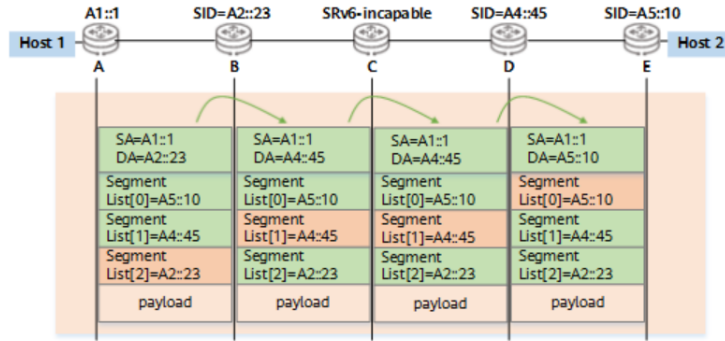 A1::1
SID=A2::23
SRv6-incapable
SID=A4::45
SID=A5::10
Host 1
Host 2
A
B
C
D
E
SA=A1::1
DA=A2::23
Segment
List[0]=A5::10
Segment
List[1]=A4::45
Segment
List[2]=A2::23
payload
SA=A1::1
DA=A4::45
Segment
List[0]=A5::10
Segment
List[1]=A4::45
Segment
List[2]=A2::23
payload
SA=A1::1
DA=A4::45
Segment
List[0]=A5::10
Segment
List[1]=A4::45
Segment
List[2]=A2::23
payload
SA=A1::1
DA=A5::10
Segment
List[0]=A5::10
Segment
List[1]=A4::45
Segment
List[2]=A2::23
payload